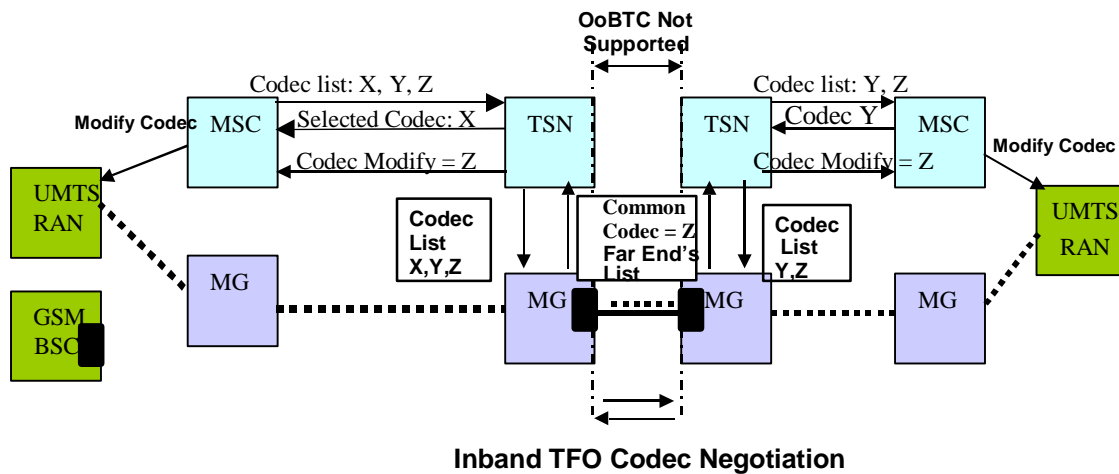 OoBTC Not
Supported
Codec list: X, Y, Z
Codec list: Y, Z
Modify Codec
MSC
Selected Codec: X
TSN
TSN
Codec Y
MSC
Modify Codec
Codec Modify = Z
Codec Modify = Z
UMTS
RAN
UMTS
RAN
Codec
List
X,Y,Z
Common
Codec = Z
Far End's
List
Codec
List
Y,Z
MG
MG
MG
MG
GSM
BSC
Inband TFO Codec Negotiation